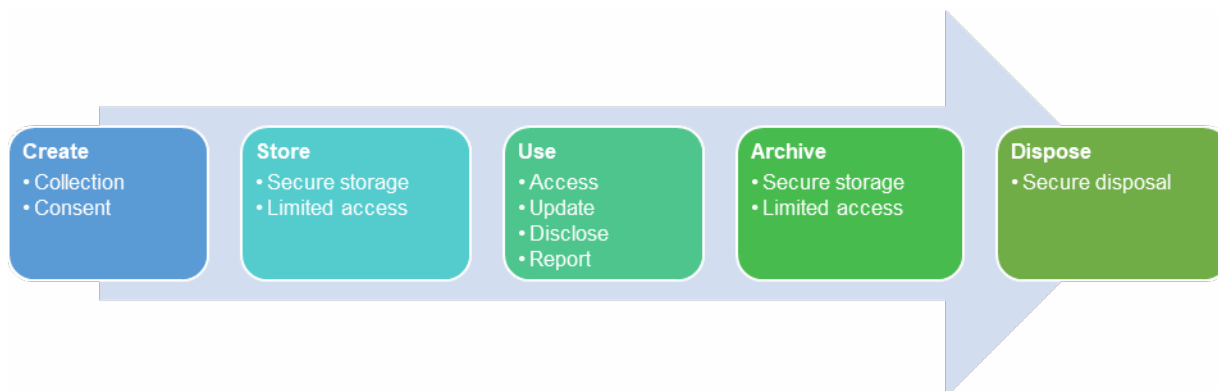 Create
• Collection
• Consent
Store
• Secure storage
• Limited access
Use
• Access
• Update
• Disclose
• Report
Archive
• Secure storage
• Limited access
Dispose
• Secure disposal